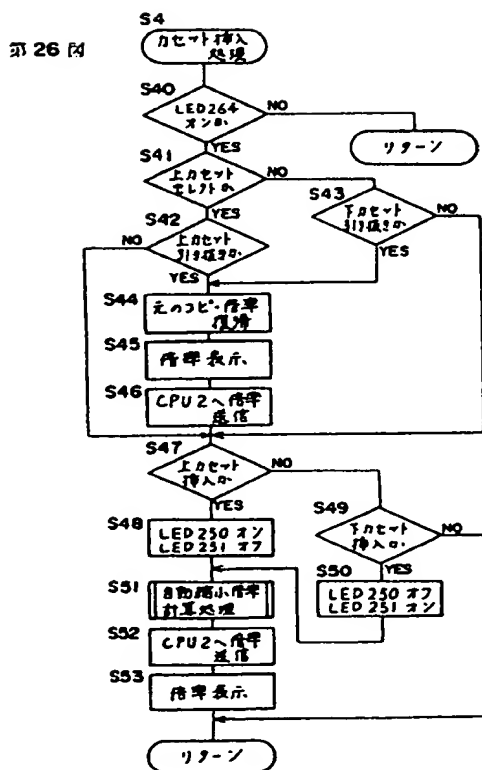 第26図
S4
カセット挿入
処理
S40
LED264
オンか
NO
YES
リターン
S41
上カセット
セレクトか
NO
YES
S43
下カセット
引き抜きか
NO
YES
S42
上カセット
引き抜きか
NO
YES
S44
元のコピー倍率
復帰
S45
倍率表示
S46
CPU2へ倍率
送信
S47
上カセット
挿入か
NO
YES
S49
下カセット
挿入か
NO
YES
S48
LED250 オン
LED251 オフ
S50
LED250 オフ
LED251 オン
S51
自動縮小倍率
計算処理
S52
CPU2へ倍率
送信
S53
倍率表示
リターン